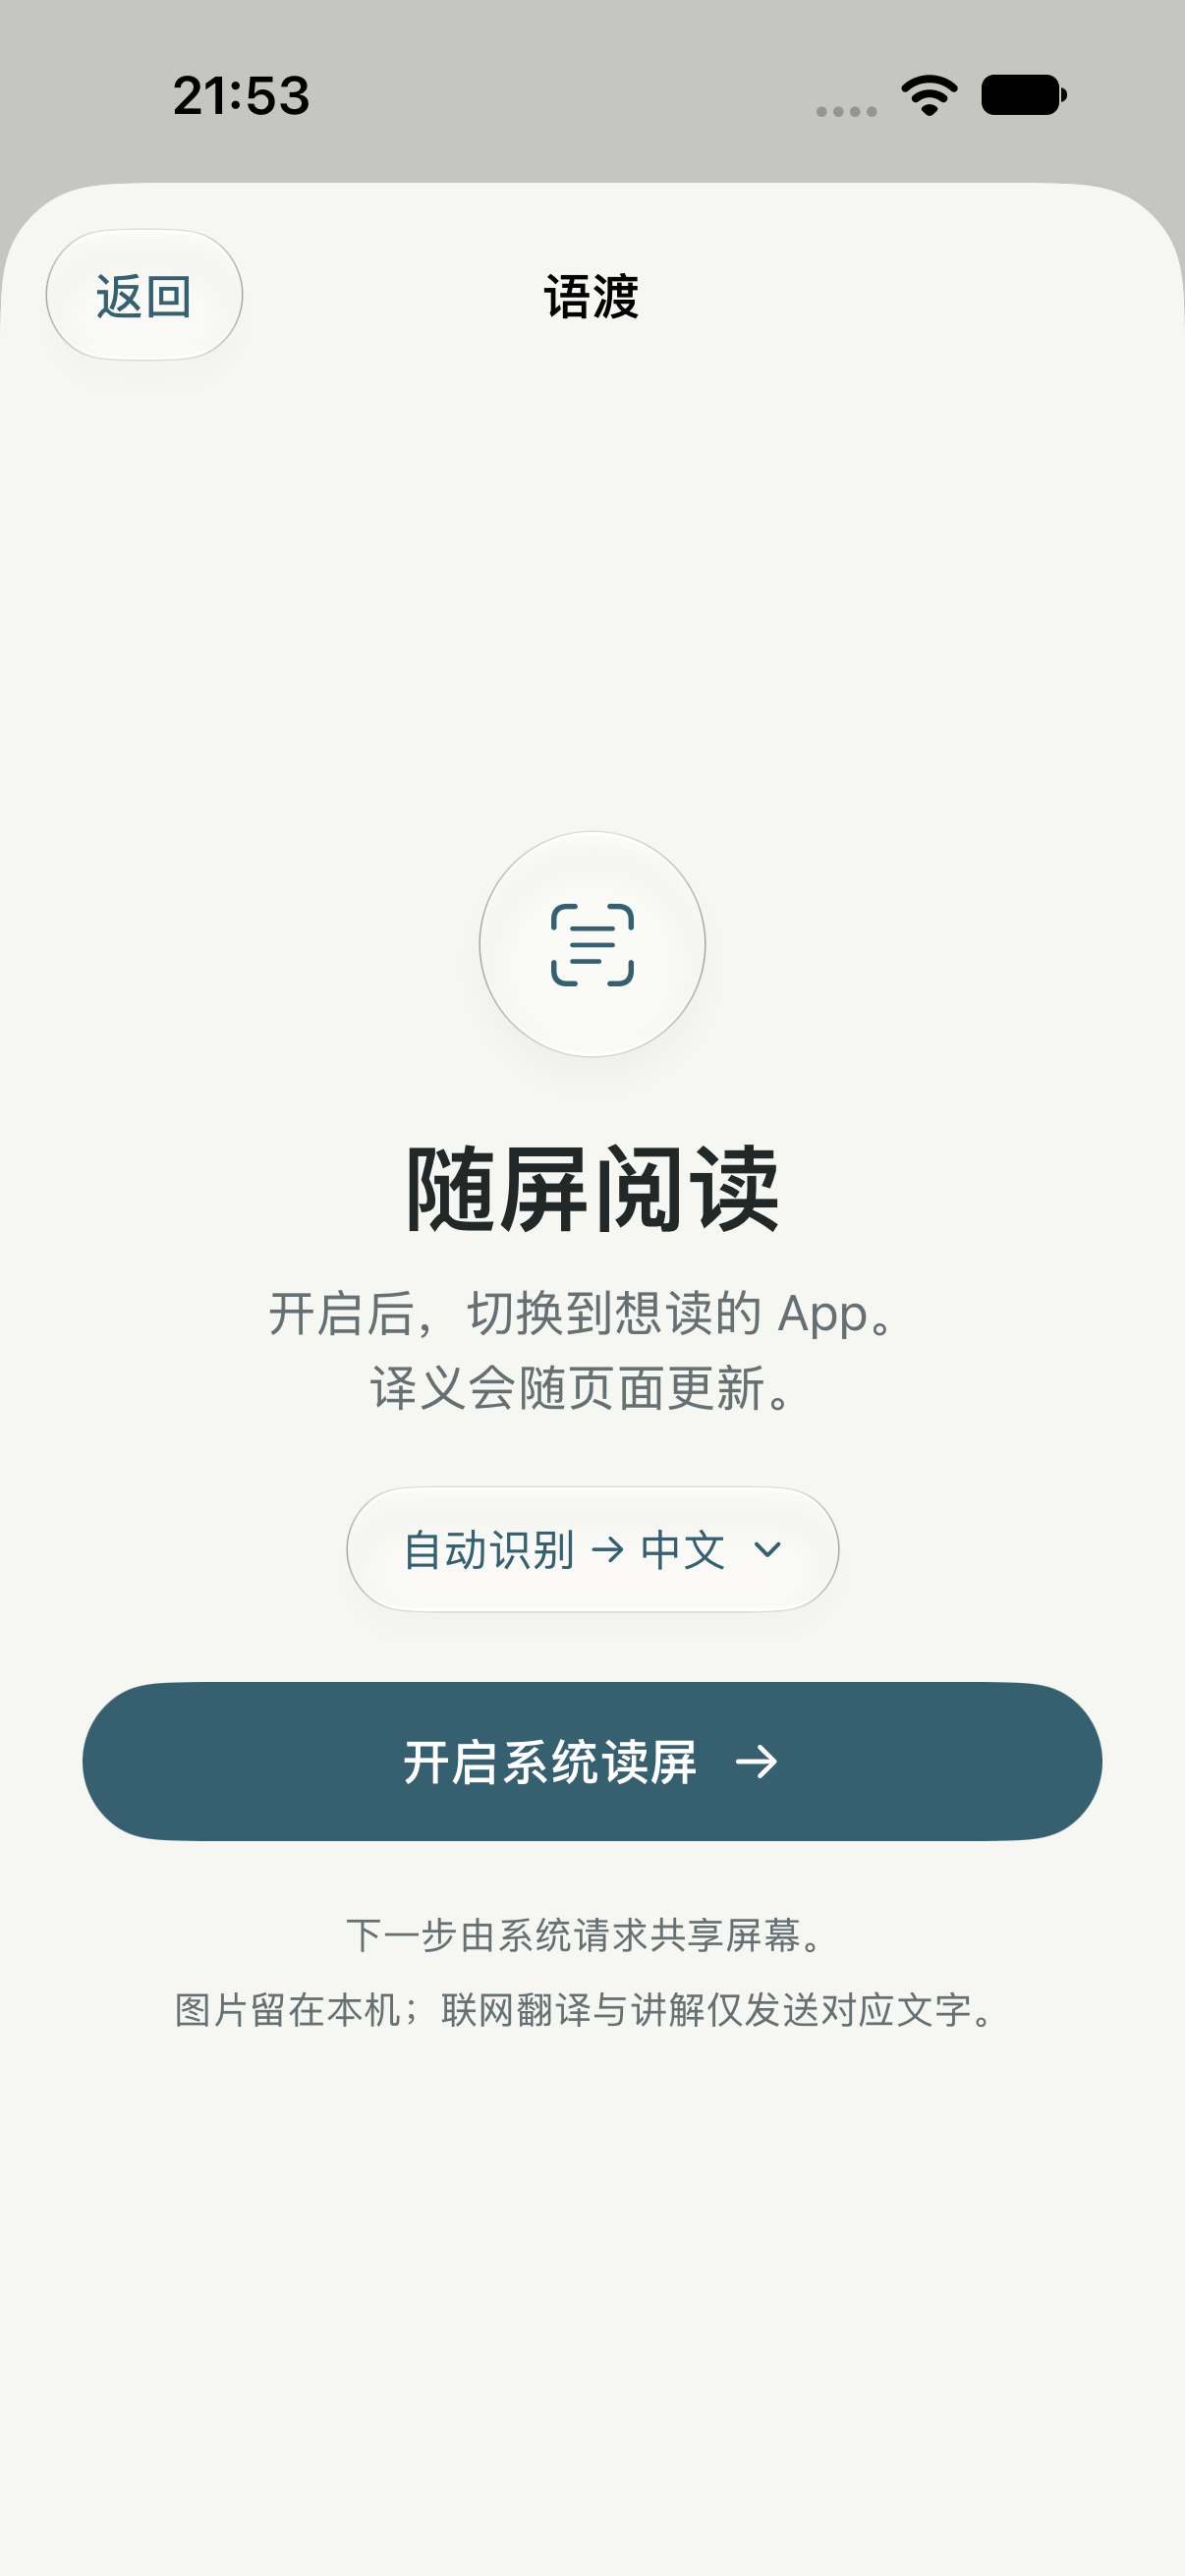 21:53
返回
语渡
随屏阅读
开启后，切换到想读的 App。
译义会随页面更新。
自动识别 → 中文
开启系统读屏 →
下一步由系统请求共享屏幕。
图片留在本机；联网翻译与讲解仅发送对应文字。